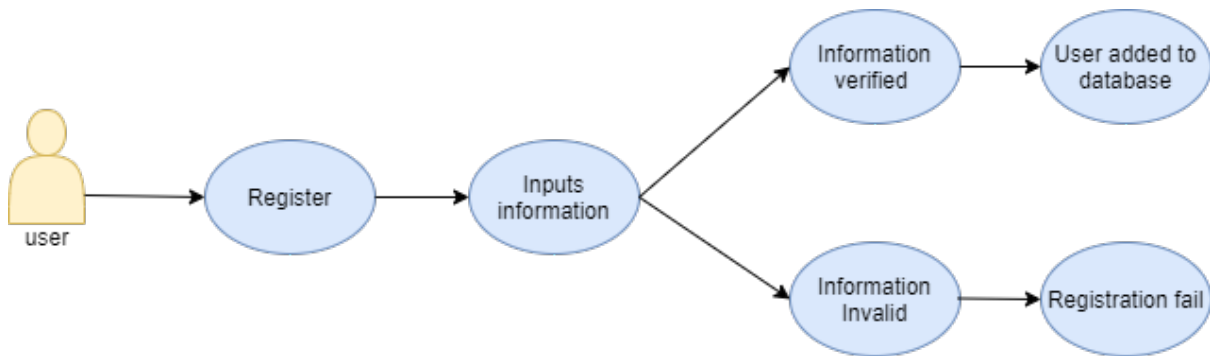 user
Register
Inputs
information
Information
verified
User added to
database
Information
Invalid
Registration fail